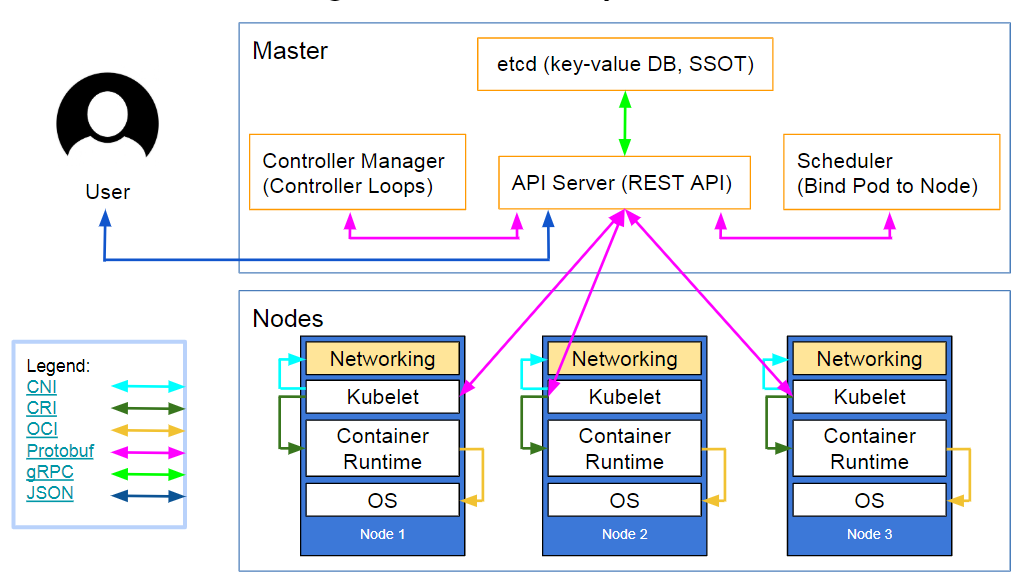 Master
etcd (key-value DB, SSOT)
Controller Manager
(Controller Loops)
API Server (REST API)
Scheduler
(Bind Pod to Node)
User
Nodes
Networking
Kubelet
Container
Runtime
OS
Node 1
Networking
Kubelet
Container
Runtime
OS
Node 2
Networking
Kubelet
Container
Runtime
OS
Node 3
Legend:
CNI
CRI
OCI
Protobuf
gRPC
JSON